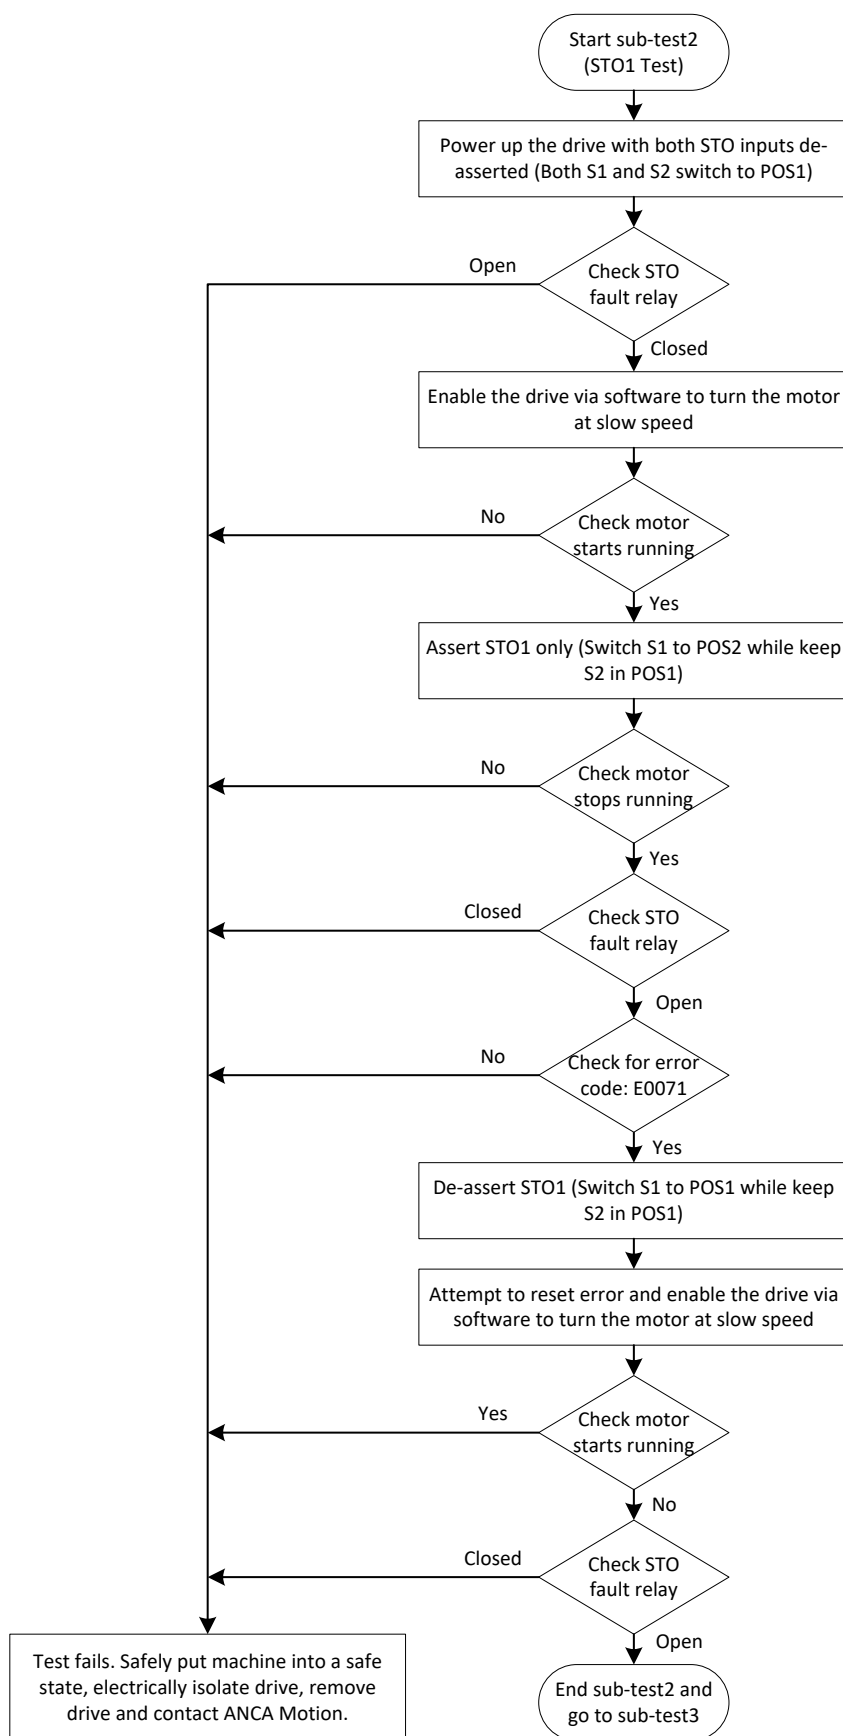 Start sub-test2
(STO1 Test)
Power up the drive with both STO inputs de-
asserted (Both S1 and S2 switch to POS1)
Open
Check STO
fault relay
Closed
Enable the drive via software to turn the motor
at slow speed
No
Check motor
starts running
Yes
Assert STO1 only (Switch S1 to POS2 while keep
S2 in POS1)
No
Check motor
stops running
Yes
Closed
Check STO
fault relay
Open
No
Check for error
code: E0071
Yes
De-assert STO1 (Switch S1 to POS1 while keep
S2 in POS1)
Attempt to reset error and enable the drive via
software to turn the motor at slow speed
Yes
Check motor
starts running
No
Closed
Check STO
fault relay
Open
Test fails. Safely put machine into a safe
state, electrically isolate drive, remove
drive and contact ANCA Motion.
End sub-test2 and
go to sub-test3